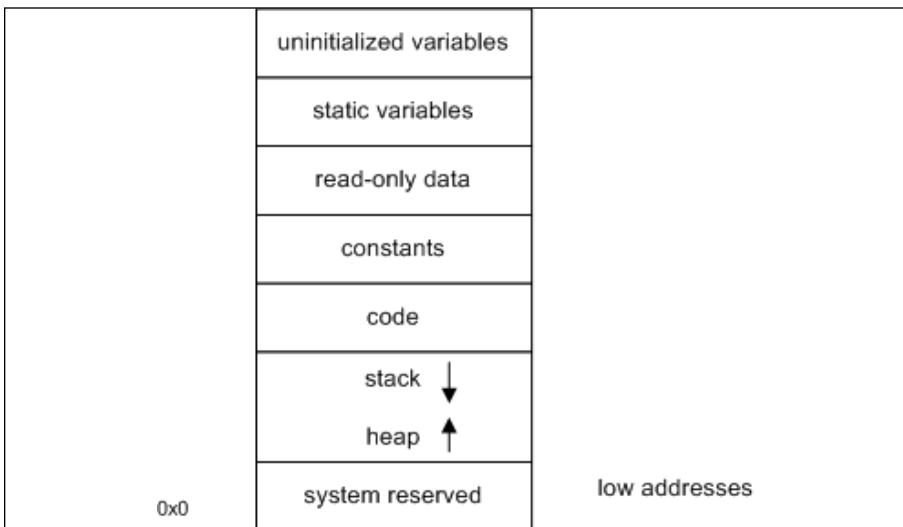 uninitialized variables
static variables
read-only data
constants
code
stack
heap
system reserved
low addresses
0x0